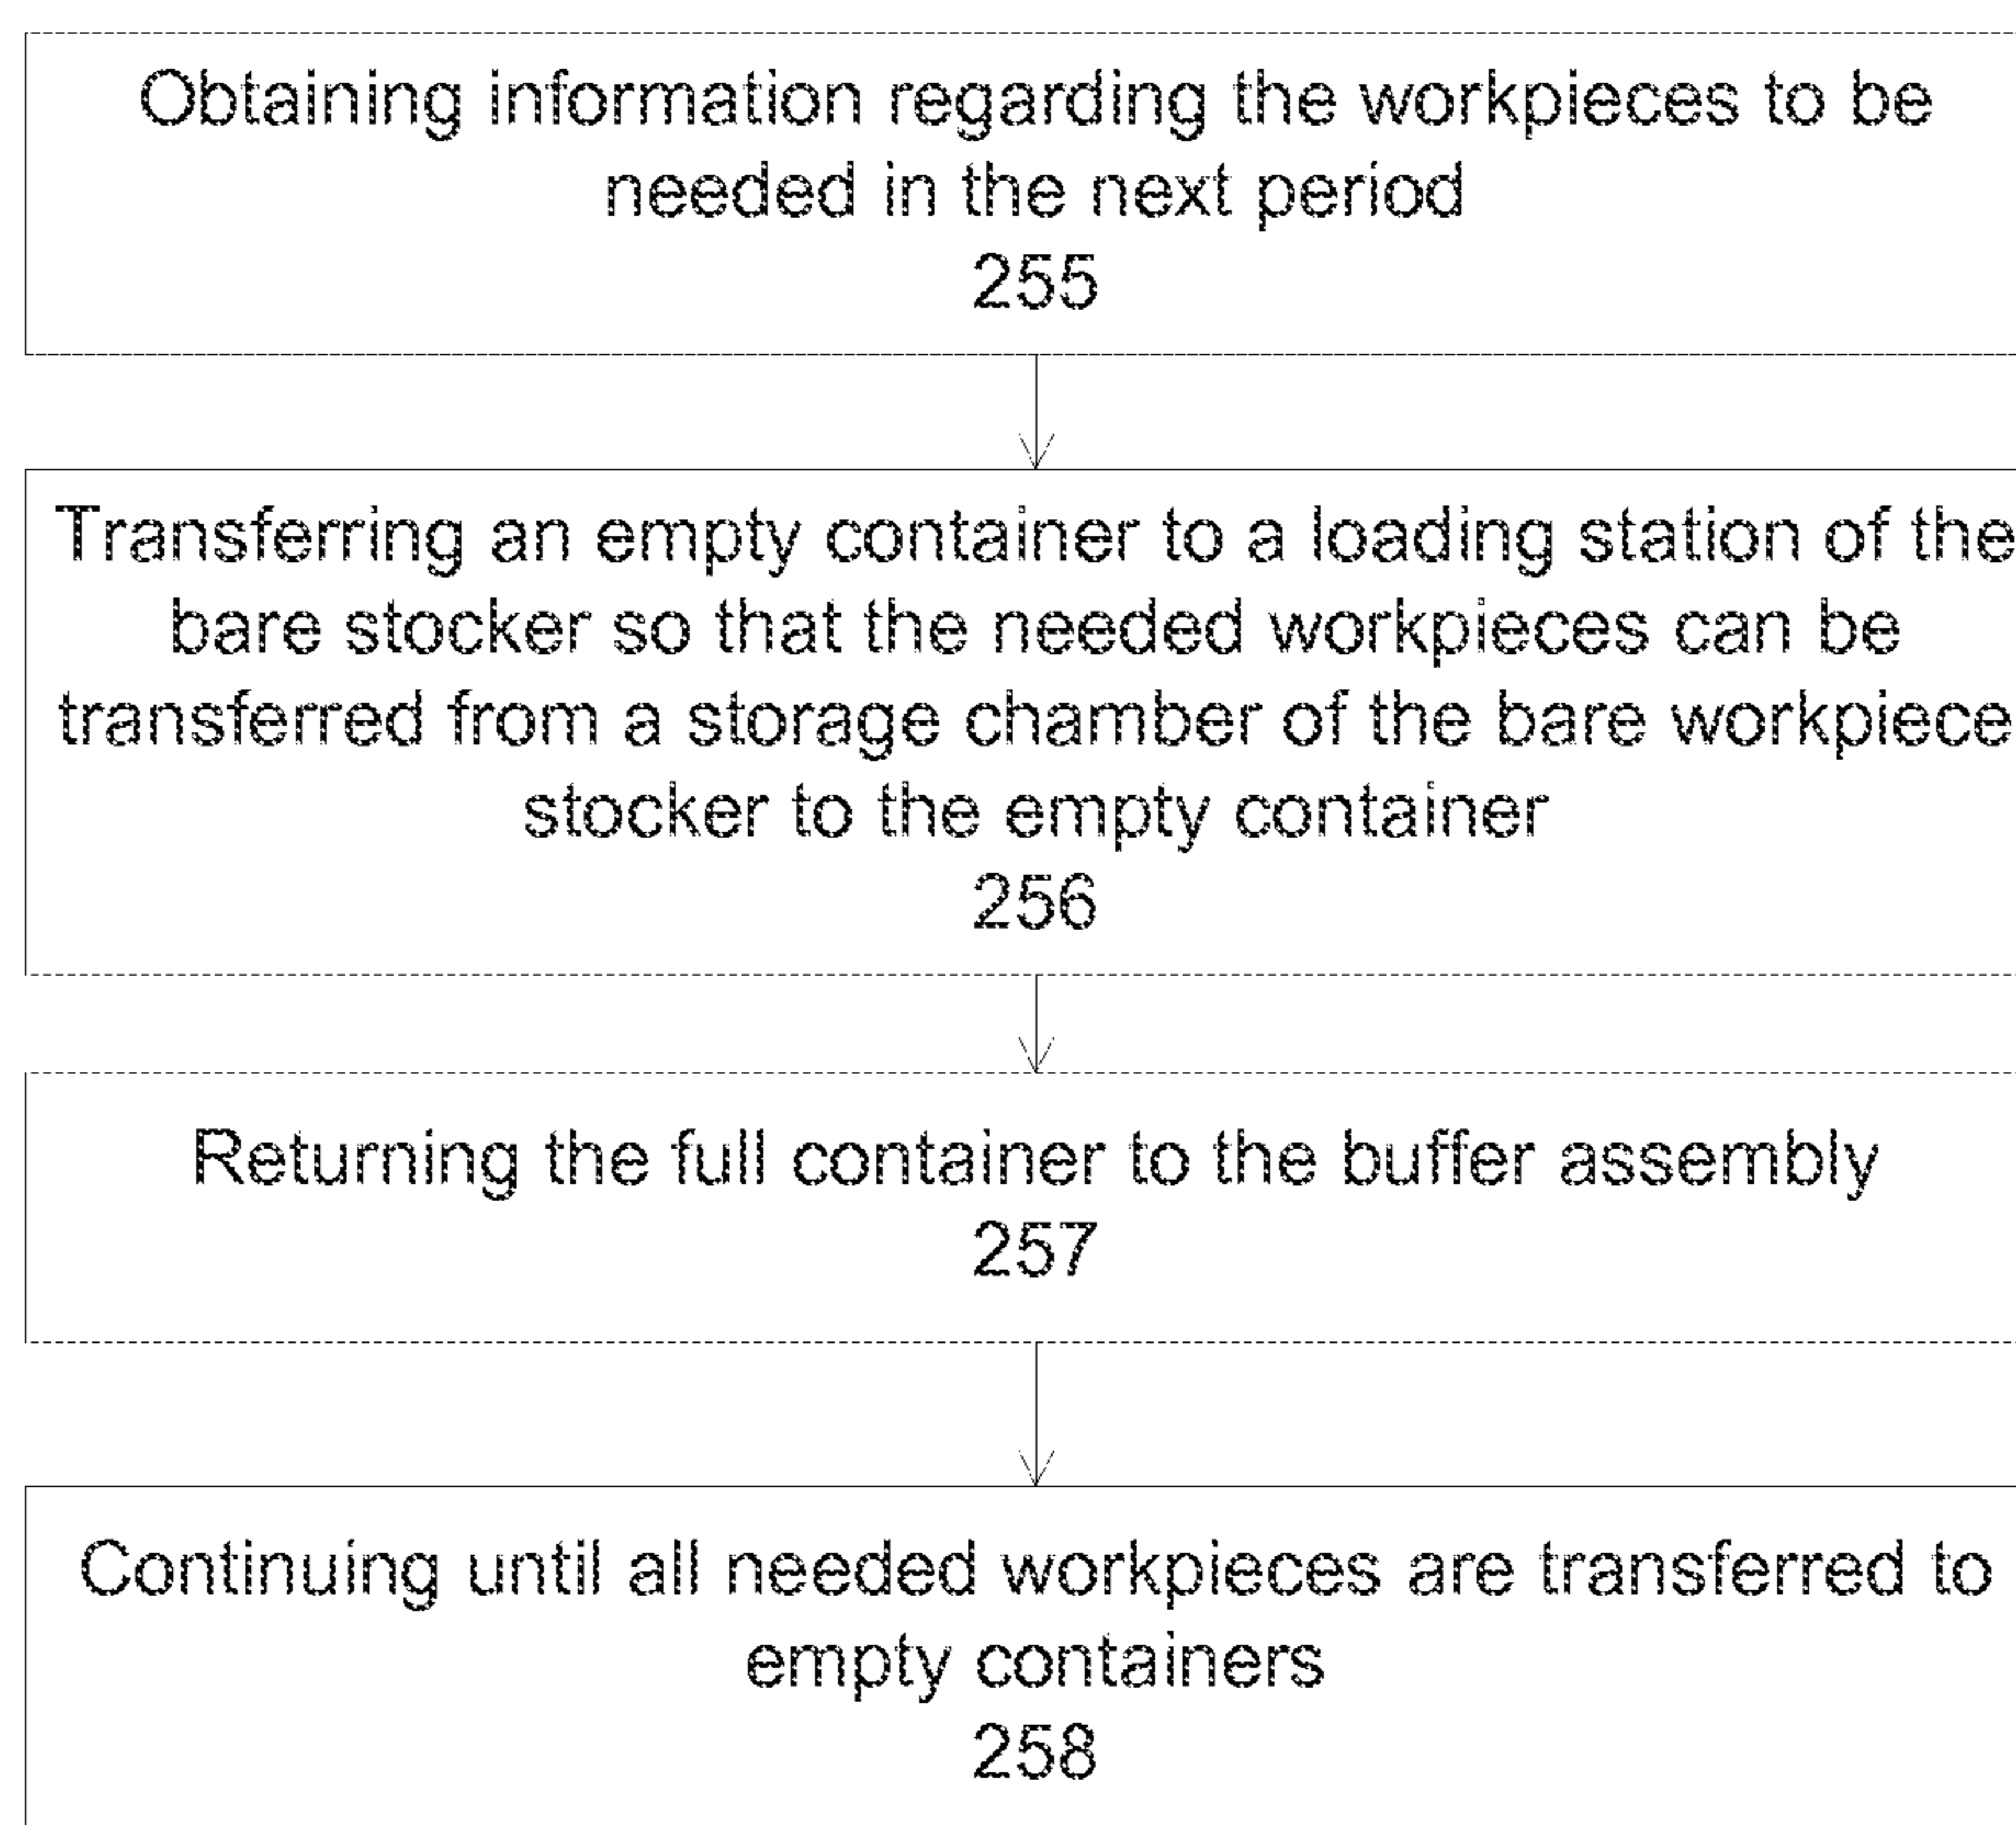 Obtaining information regarding the workpieces to be
needed in the next period
255
Transferring an empty container to a loading station of the
bare stocker so that the needed workpieces can be
transferred from a storage chamber of the bare workpiece
stocker to the empty container
256
Returning the full container to the buffer assembly
257
Continuing until all needed workpieces are transferred to
empty containers
258